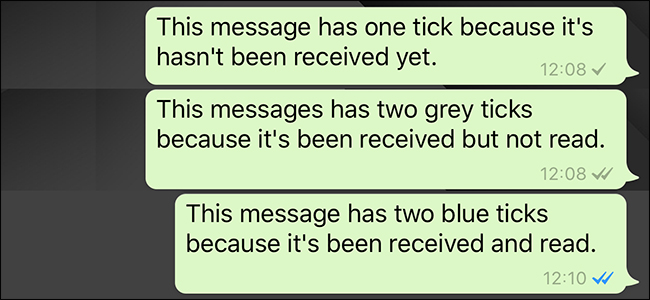 This message has one tick because it's
hasn't been received yet.
12:08
This messages has two grey ticks
because it's been received but not read.
12:08
This message has two blue ticks
because it's been received and read.
12:10